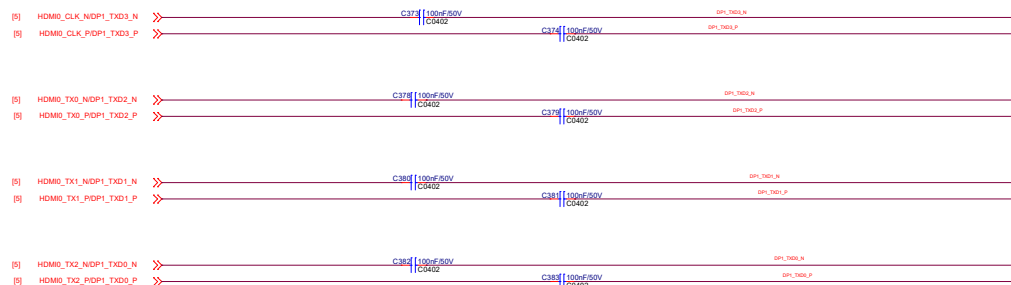 [5] HDMI0_CLK_N/DP1_TXD3_N C373 100nF/50V DP1_TXD3_N
C0402
[5] HDMI0_CLK_P/DP1_TXD3_P C374 100nF/50V DP1_TXD3_P
C0402
[5] HDMI0_TX0_N/DP1_TXD2_N C378 100nF/50V DP1_TXD2_N
C0402
[5] HDMI0_TX0_P/DP1_TXD2_P C379 100nF/50V DP1_TXD2_P
C0402
[5] HDMI0_TX1_N/DP1_TXD1_N C380 100nF/50V DP1_TXD1_N
C0402
[5] HDMI0_TX1_P/DP1_TXD1_P C381 100nF/50V DP1_TXD1_P
C0402
[5] HDMI0_TX2_N/DP1_TXD0_N C382 100nF/50V DP1_TXD0_N
C0402
[5] HDMI0_TX2_P/DP1_TXD0_P C383 100nF/50V DP1_TXD0_P
C0402